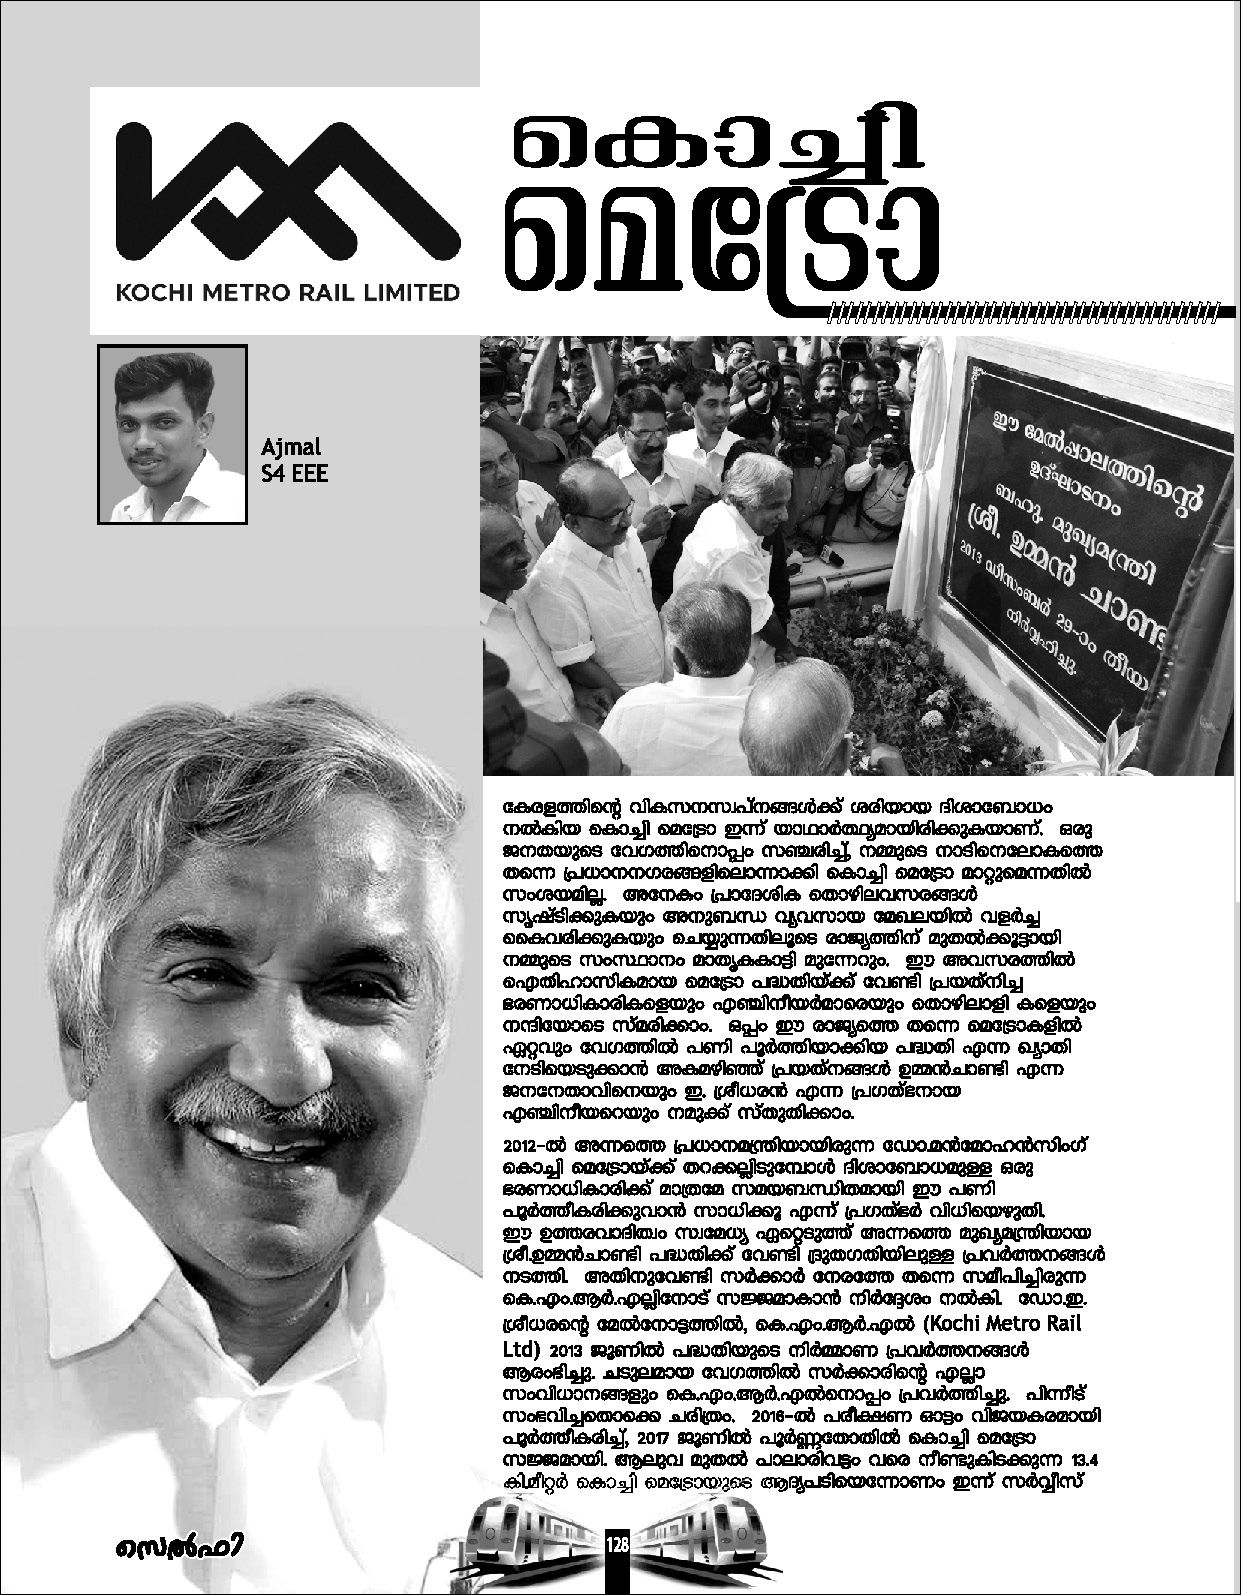 KOCHI METRO RAIL LIMITED
കൊച്ചി
മെട്രോ
Ajmal
S4 EEE
ഈ മേൽപ്പാലത്തിന്റെ
ഉദ്ഘാടനം
ബഹു. മുഖ്യമന്ത്രി
ശ്രീ. ഉമ്മൻ ചാണ്ട
2013 ഡിസംബർ 29-ാം തീയ
നിർവ്വഹിച്ചു.
കേരളത്തിന്റെ വികസനസ്വപ്നങ്ങൾക്ക് ശരിയായ ദിശാബോധം
നൽകിയ കൊച്ചി മെട്രോ ഇന്ന് യാഥാർത്ഥ്യമായിരിക്കുകയാണ്. ഒരു
ജനതയുടെ വേഗത്തിനൊപ്പം സഞ്ചരിച്ച്, നമ്മുടെ നാടിനെലോകത്തെ
തന്നെ പ്രധാനനഗരങ്ങളിലൊന്നാക്കി കൊച്ചി മെട്രോ മാറ്റുമെന്നതിൽ
സംശയമില്ല. അനേകം പ്രാദേശിക തൊഴിലവസരങ്ങൾ
സൃഷ്ടിക്കുകയും അനുബന്ധ വ്യവസായ മേഖലയിൽ വളർച്ച
കൈവരിക്കുകയും ചെയ്യുന്നതിലൂടെ രാജ്യത്തിന് മുതൽക്കൂട്ടായി
നമ്മുടെ സംസ്ഥാനം മാതൃകകാട്ടി മുന്നേറും. ഈ അവസരത്തിൽ
ഐതിഹാസികമായ മെട്രോ പദ്ധതിയ്ക്ക് വേണ്ടി പ്രയത്നിച്ച
ഭരണാധികാരികളെയും എഞ്ചിനീയർമാരെയും തൊഴിലാളി കളെയും
നന്ദിയോടെ സ്മരിക്കാം. ഒപ്പം ഈ രാജ്യത്തെ തന്നെ മെട്രോകളിൽ
ഏറ്റവും വേഗത്തിൽ പണി പൂർത്തിയാക്കിയ പദ്ധതി എന്ന ഖ്യാതി
നേടിയെടുക്കാൻ അകമഴിഞ്ഞ് പ്രയത്നങ്ങൾ ഉമ്മൻചാണ്ടി എന്ന
ജനനേതാവിനെയും ഇ. ശ്രീധരൻ എന്ന പ്രഗത്ഭനായ
എഞ്ചിനീയറെയും നമുക്ക് സ്തുതിക്കാം.
2012-ൽ അന്നത്തെ പ്രധാനമന്ത്രിയായിരുന്ന ഡോ.മൻമോഹൻസിംഗ്
കൊച്ചി മെട്രോയ്ക്ക് തറക്കല്ലിടുമ്പോൾ ദിശാബോധമുള്ള ഒരു
ഭരണാധികാരിക്ക് മാത്രമേ സമയബന്ധിതമായി ഈ പണി
പൂർത്തീകരിക്കുവാൻ സാധിക്കൂ എന്ന് പ്രഗത്ഭർ വിധിയെഴുതി.
ഈ ഉത്തരവാദിത്വം സ്വമേധ്യ ഏറ്റെടുത്ത് അന്നത്തെ മുഖ്യമന്ത്രിയായ
ശ്രീ.ഉമ്മൻചാണ്ടി പദ്ധതിക്ക് വേണ്ടി ദ്രുതഗതിയിലുള്ള പ്രവർത്തനങ്ങൾ
നടത്തി. അതിനുവേണ്ടി സർക്കാർ നേരത്തേ തന്നെ സമീപിച്ചിരുന്ന
കെ.എം.ആർ.എല്ലിനോട് സജ്ജമാകാൻ നിർദ്ദേശം നൽകി. ഡോ.ഇ.
ശ്രീധരന്റെ മേൽനോട്ടത്തിൽ, കെ.എം.ആർ.എൽ (Kochi Metro Rail
Ltd) 2013 ജൂണിൽ പദ്ധതിയുടെ നിർമ്മാണ പ്രവർത്തനങ്ങൾ
ആരംഭിച്ചു. ചടുലമായ വേഗത്തിൽ സർക്കാരിന്റെ എല്ലാ
സംവിധാനങ്ങളും കെ.എം.ആർ.എൽനൊപ്പം പ്രവർത്തിച്ചു. പിന്നീട്
സംഭവിച്ചതൊക്കെ ചരിത്രം. 2016-ൽ പരീക്ഷണ ഓട്ടം വിജയകരമായി
പൂർത്തീകരിച്ച്, 2017 ജൂണിൽ പൂർണ്ണതോതിൽ കൊച്ചി മെട്രോ
സജ്ജമായി. ആലുവ മുതൽ പാലാരിവട്ടം വരെ നീണ്ടുകിടക്കുന്ന 13.4
കി.മീറ്റർ കൊച്ചി മെട്രോയുടെ ആദ്യപടിയെന്നോണം ഇന്ന് സർവ്വീസ്
സെൽഫി
128